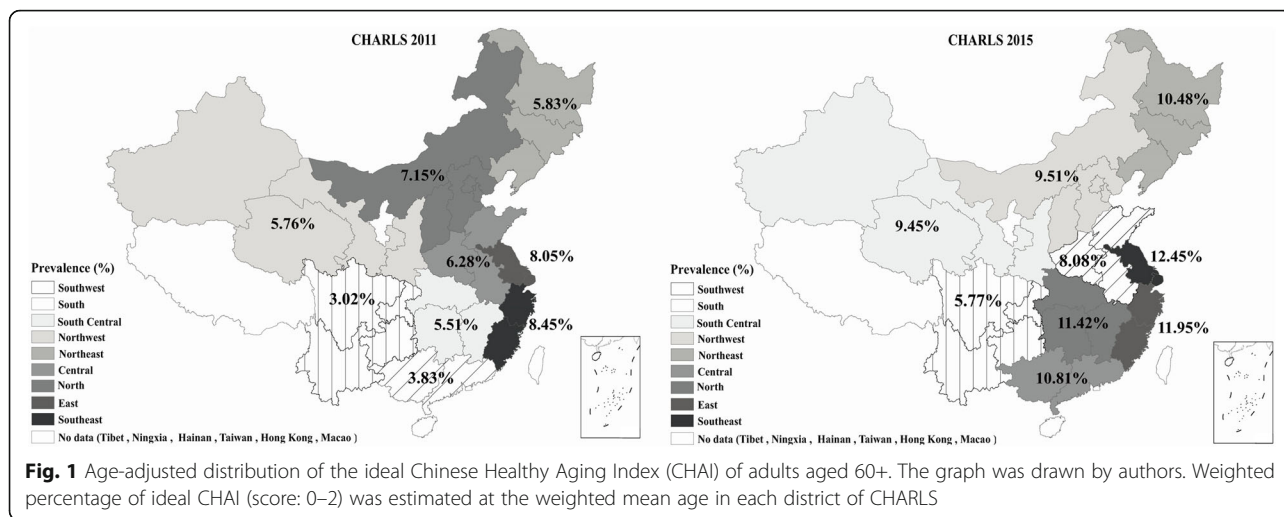 CHARLS 2011
5.83%
7.15%
5.76%
6.28%
8.05%
3.02%
5.51%
8.45%
3.83%
Prevalence (%)
Southwest
South
South Central
Northwest
Northeast
Central
North
East
Southeast
No data (Tibet , Ningxia , Hainan , Taiwan , Hong Kong , Macao )
CHARLS 2015
10.48%
9.51%
9.45%
8.08%
12.45%
5.77%
11.42%
11.95%
10.81%
Prevalence (%)
Southwest
South
South Central
Northwest
Northeast
Central
North
East
Southeast
No data (Tibet , Ningxia , Hainan , Taiwan , Hong Kong , Macao )
Fig. 1 Age-adjusted distribution of the ideal Chinese Healthy Aging Index (CHAI) of adults aged 60+. The graph was drawn by authors. Weighted
percentage of ideal CHAI (score: 0–2) was estimated at the weighted mean age in each district of CHARLS